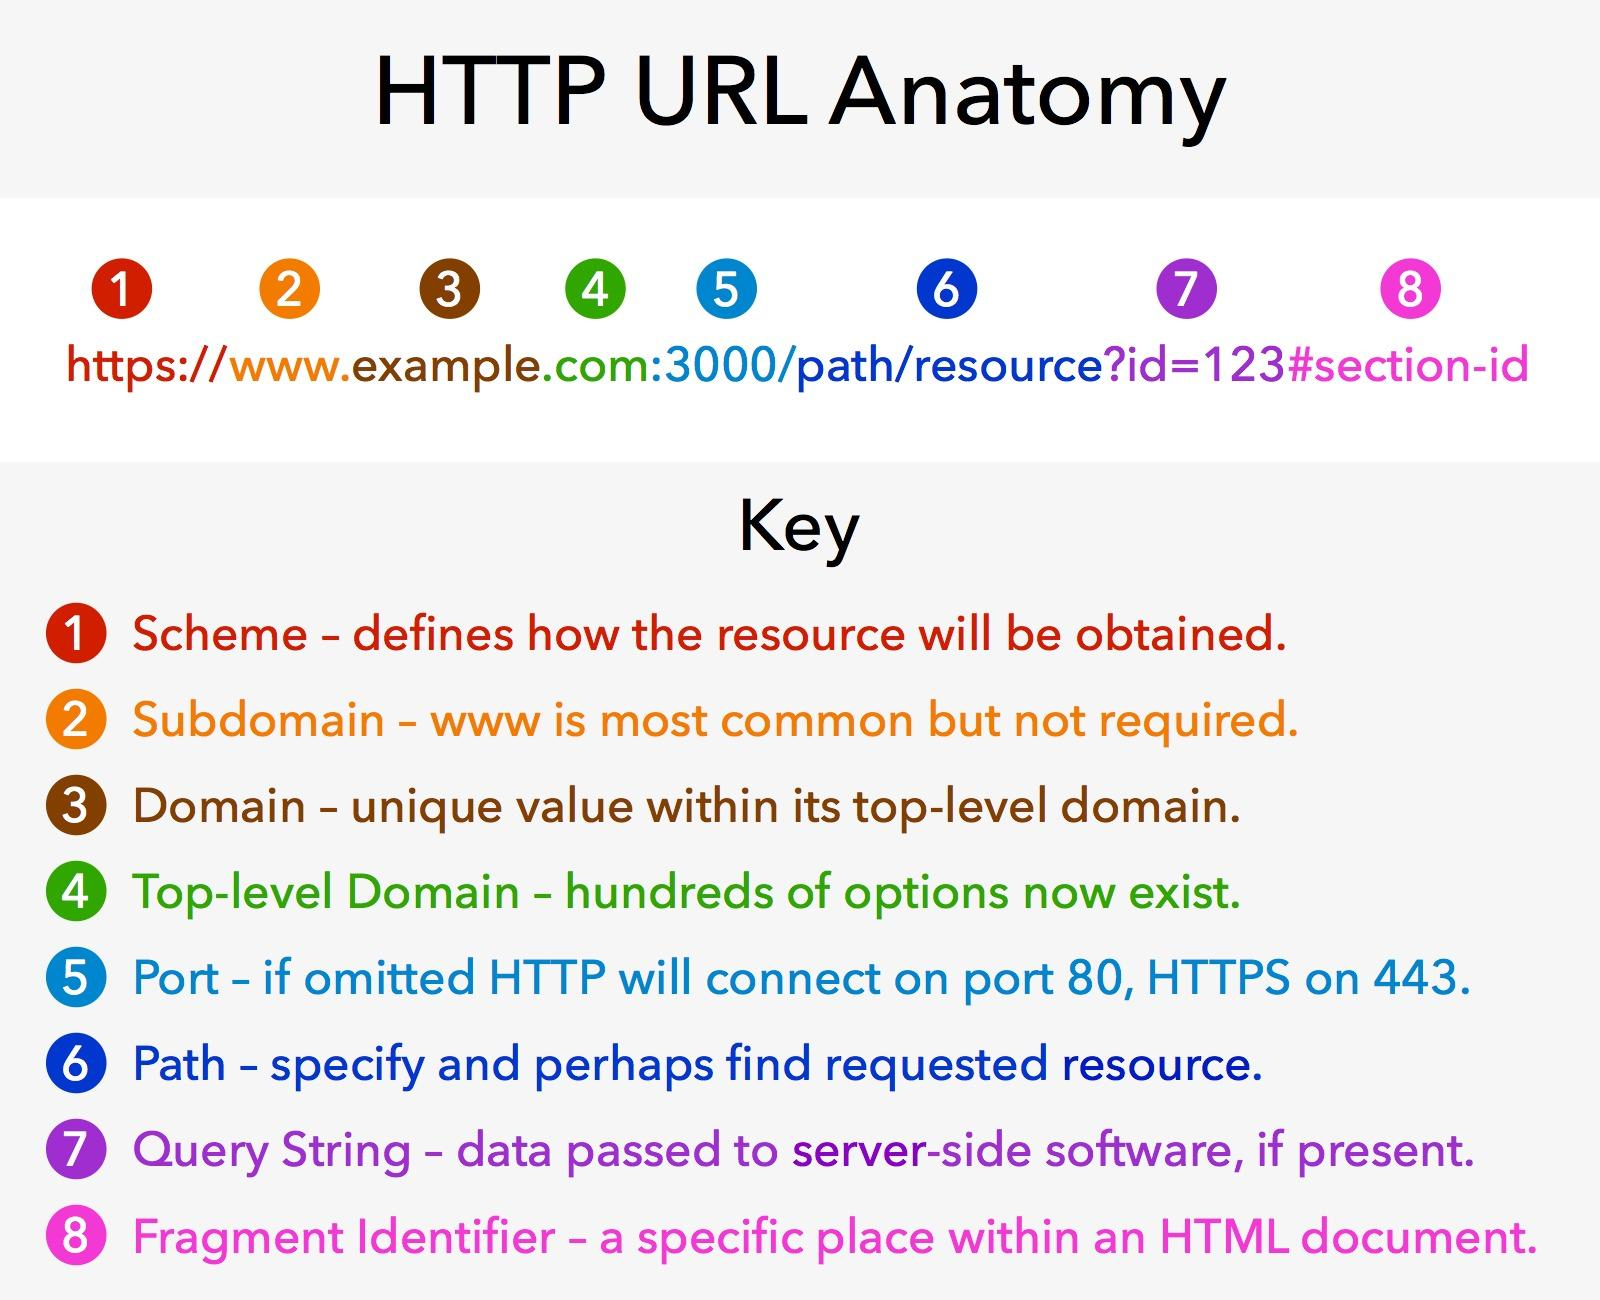 HTTP URL Anatomy
1 2 3 4 5 6 7 8
https://www.example.com:3000/path/resource?id=123#section-id
Key
1 Scheme – defines how the resource will be obtained.
2 Subdomain – www is most common but not required.
3 Domain – unique value within its top-level domain.
4 Top-level Domain – hundreds of options now exist.
5 Port – if omitted HTTP will connect on port 80, HTTPS on 443.
6 Path – specify and perhaps find requested resource.
7 Query String – data passed to server-side software, if present.
8 Fragment Identifier – a specific place within an HTML document.